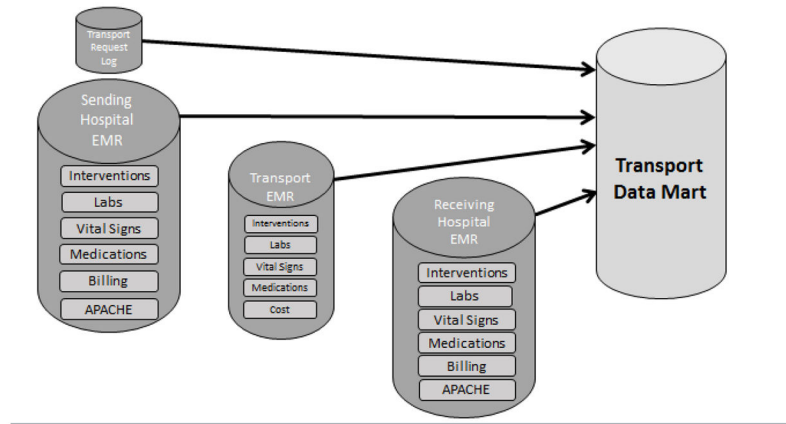 Transport
Request
Log
Sending
Hospital
EMR
Interventions
Labs
Vital Signs
Medications
Billing
APACHE
Transport
EMR
Interventions
Labs
Vital Signs
Medications
Cost
Receiving
Hospital
EMR
Interventions
Labs
Vital Signs
Medications
Billing
APACHE
Transport
Data Mart